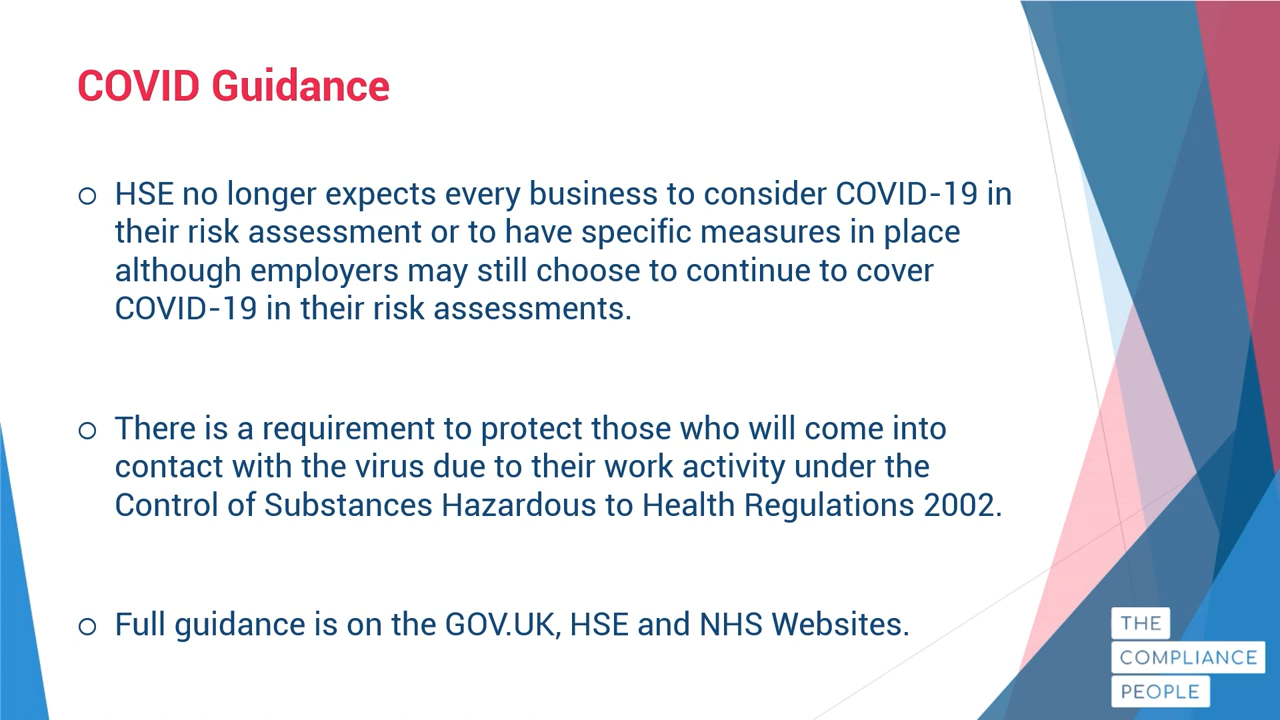 COVID Guidance
HSE no longer expects every business to consider COVID-19 in
their risk assessment or to have specific measures in place
although employers may still choose to continue to cover
COVID-19 in their risk assessments.
There is a requirement to protect those who will come into
contact with the virus due to their work activity under the
Control of Substances Hazardous to Health Regulations 2002.
Full guidance is on the GOV.UK, HSE and NHS Websites.
THE
COMPLIANCE
PEOPLE